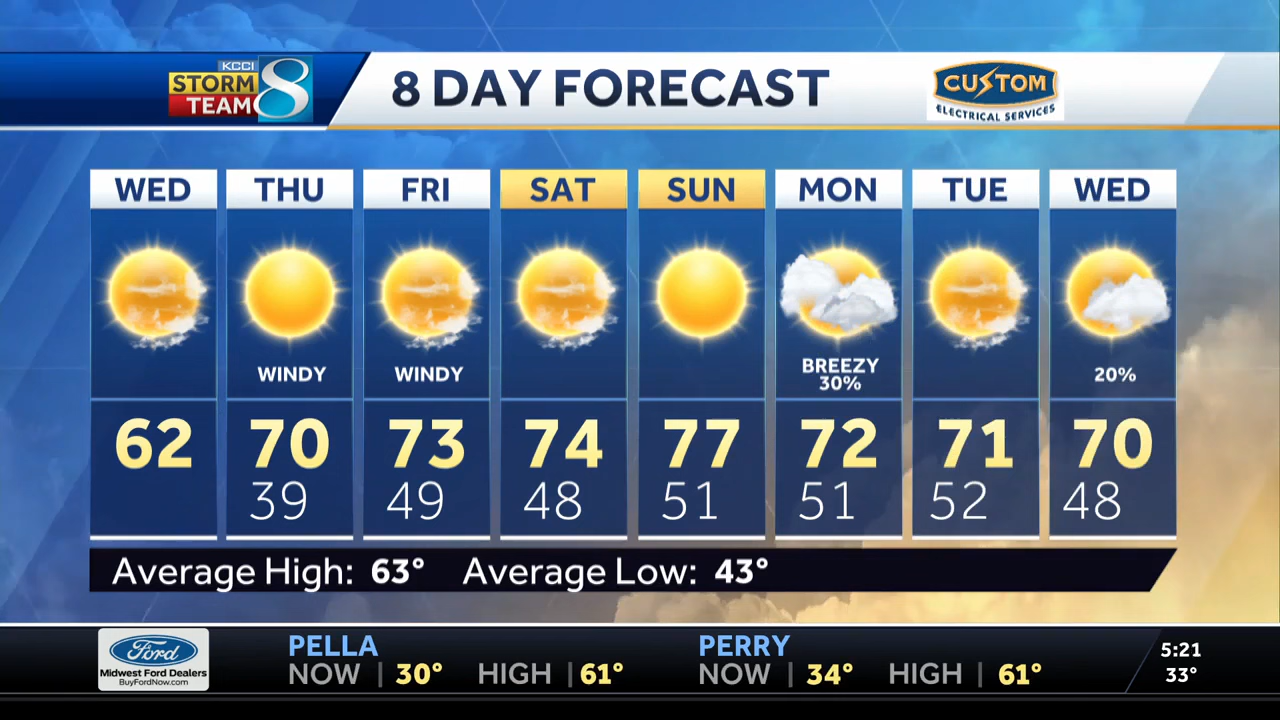 KCCI
STORM
TEAM 8
8 DAY FORECAST
CUSTOM
ELECTRICAL SERVICES
WED THU FRI SAT SUN MON TUE WED
WINDY WINDY BREEZY 30% 20%
62 70 73 74 77 72 71 70
39 49 48 51 51 52 48
Average High: 63° Average Low: 43°
Ford
Midwest Ford Dealers
BuyFordNow.com
PELLA
NOW | 30° HIGH | 61°
PERRY
NOW | 34° HIGH | 61°
5:21
33°